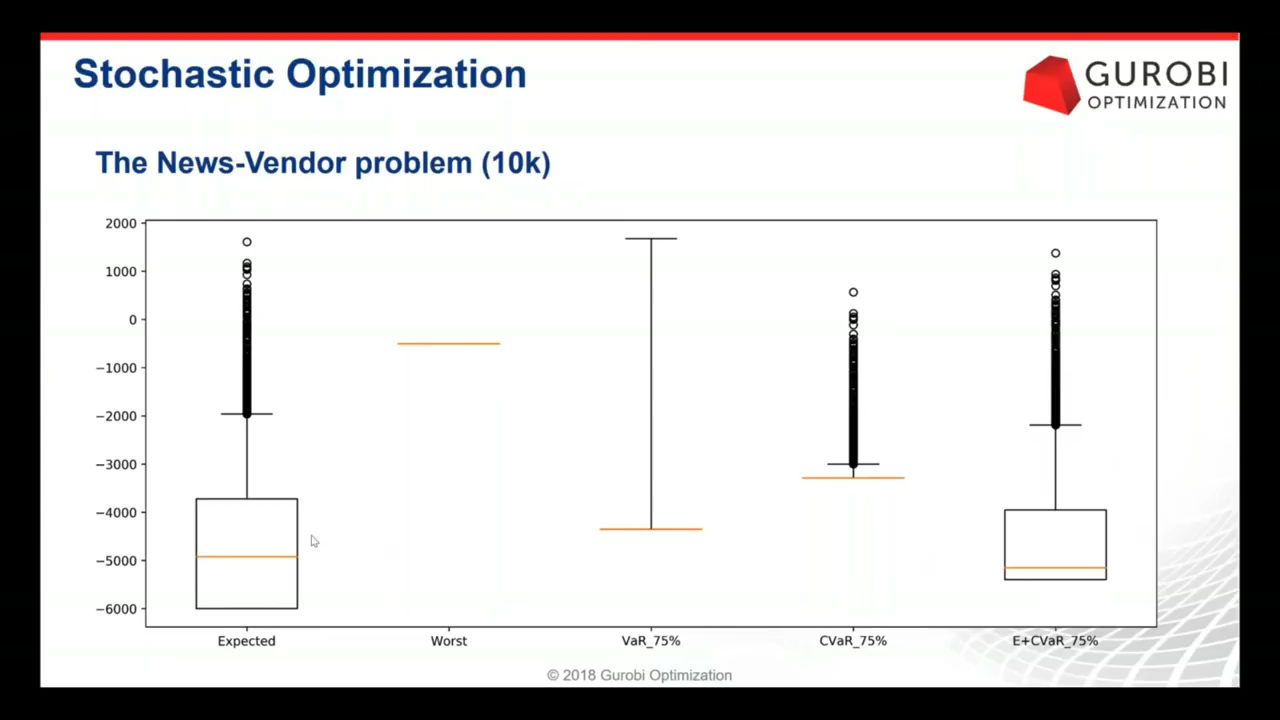 Stochastic Optimization
GUROBI
OPTIMIZATION
The News-Vendor problem (10k)
2000
1000
0
−1000
−2000
−3000
−4000
−5000
−6000
Expected
Worst
VaR_75%
CVaR_75%
E+CVaR_75%
© 2018 Gurobi Optimization